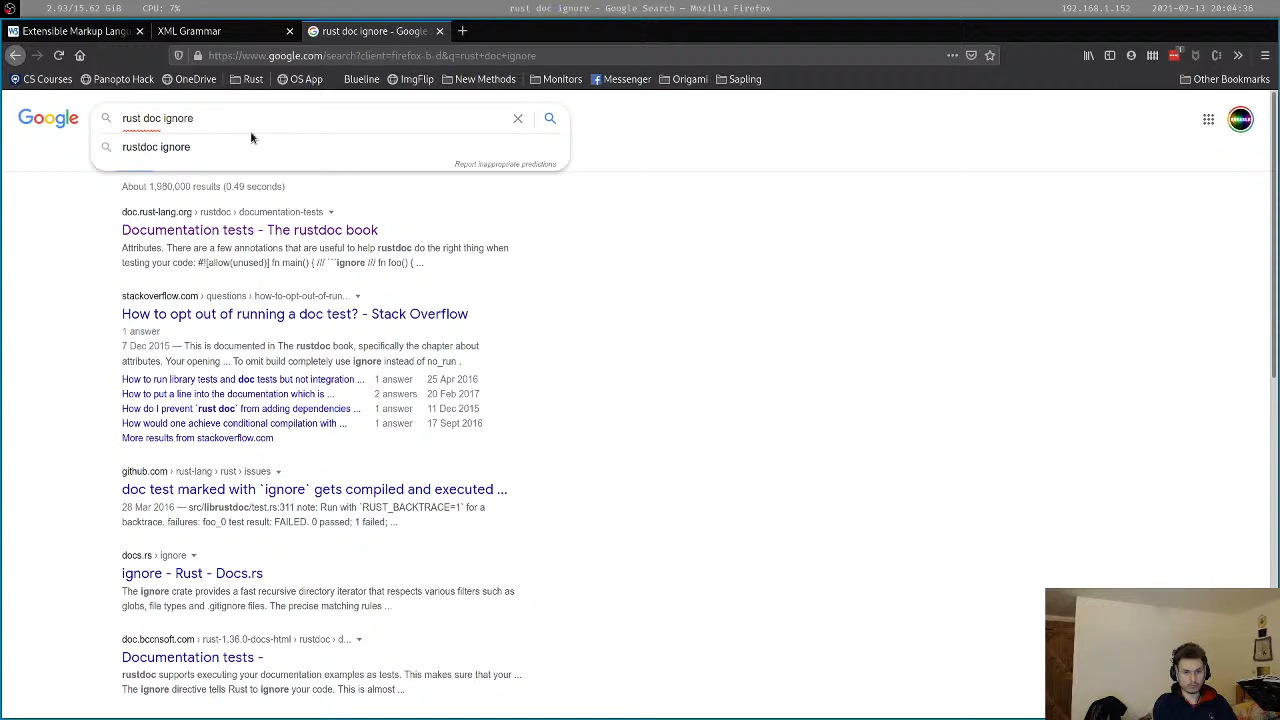 2.93/15.62 GiB CPU: 7% rust doc ignore - Google Search — Mozilla Firefox 192.168.1.152 2021-02-13 20:04:36
Extensible Markup Langu XML Grammar rust doc ignore - Google
https://www.google.com/search?client=firefox-b-d&q=rust+doc+ignore
CS Courses Panopto Hack OneDrive Rust OS App Blueline ImgFlip New Methods Monitors Messenger Origami Sapling Other Bookmarks
Google rust doc ignore
rustdoc ignore
Report inappropriate predictions
About 1,980,000 results (0.49 seconds)
doc.rust-lang.org › rustdoc › documentation-tests
Documentation tests - The rustdoc book
Attributes. There are a few annotations that are useful to help rustdoc do the right thing when
testing your code: #![allow(unused)] fn main() { /// ```ignore /// fn foo() { ...
stackoverflow.com › questions › how-to-opt-out-of-run...
How to opt out of running a doc test? - Stack Overflow
1 answer
7 Dec 2015 — This is documented in The rustdoc book, specifically the chapter about
attributes. Your opening ... To omit build completely use ignore instead of no_run .
How to run library tests and doc tests but not integration ... 1 answer 25 Apr 2016
How to put a line into the documentation which is ... 2 answers 20 Feb 2017
How do I prevent `rust doc` from adding dependencies ... 1 answer 11 Dec 2015
How would one achieve conditional compilation with ... 1 answer 17 Sept 2016
More results from stackoverflow.com
github.com › rust-lang › rust › issues
doc test marked with `ignore` gets compiled and executed ...
28 Mar 2016 — src/librustdoc/test.rs:311 note: Run with `RUST_BACKTRACE=1` for a
backtrace. failures: foo_0 test result: FAILED. 0 passed; 1 failed; ...
docs.rs › ignore
ignore - Rust - Docs.rs
The ignore crate provides a fast recursive directory iterator that respects various filters such as
globs, file types and .gitignore files. The precise matching rules ...
doc.bccnsoft.com › rust-1.36.0-docs-html › rustdoc › d...
Documentation tests -
rustdoc supports executing your documentation examples as tests. This makes sure that your ...
The ignore directive tells Rust to ignore your code. This is almost ...